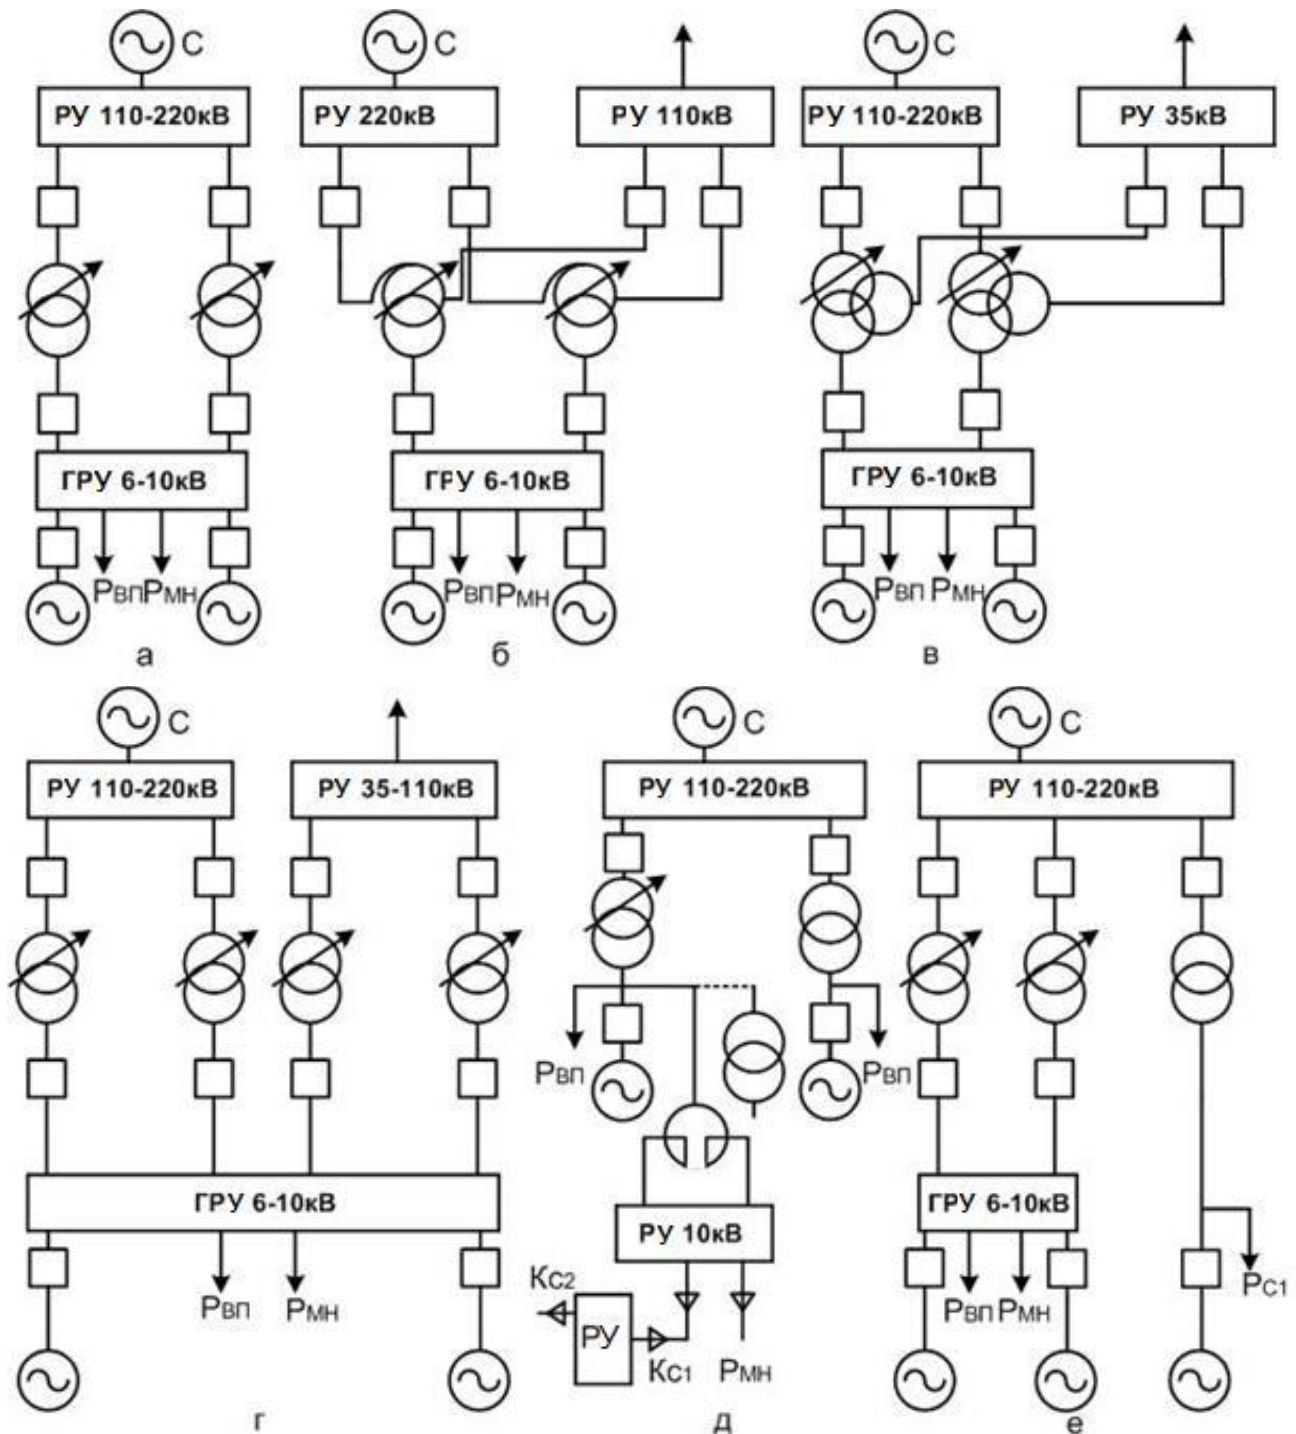 С
С
С
РУ 110-220кВ
РУ 220кВ
РУ 110кВ
РУ 110-220кВ
РУ 35кВ
ГРУ 6-10кВ
ГРУ 6-10кВ
ГРУ 6-10кВ
РВП РМН
РВП РМН
РВП РМН
а
б
в
С
С
С
РУ 110-220кВ
РУ 35-110кВ
РУ 110-220кВ
РУ 110-220кВ
РВП
РВП
ГРУ 6-10кВ
ГРУ 6-10кВ
РУ 10кВ
РВП
РМН
КС2
РУ
КС1
РМН
РВП РМН
РС1
г
д
е